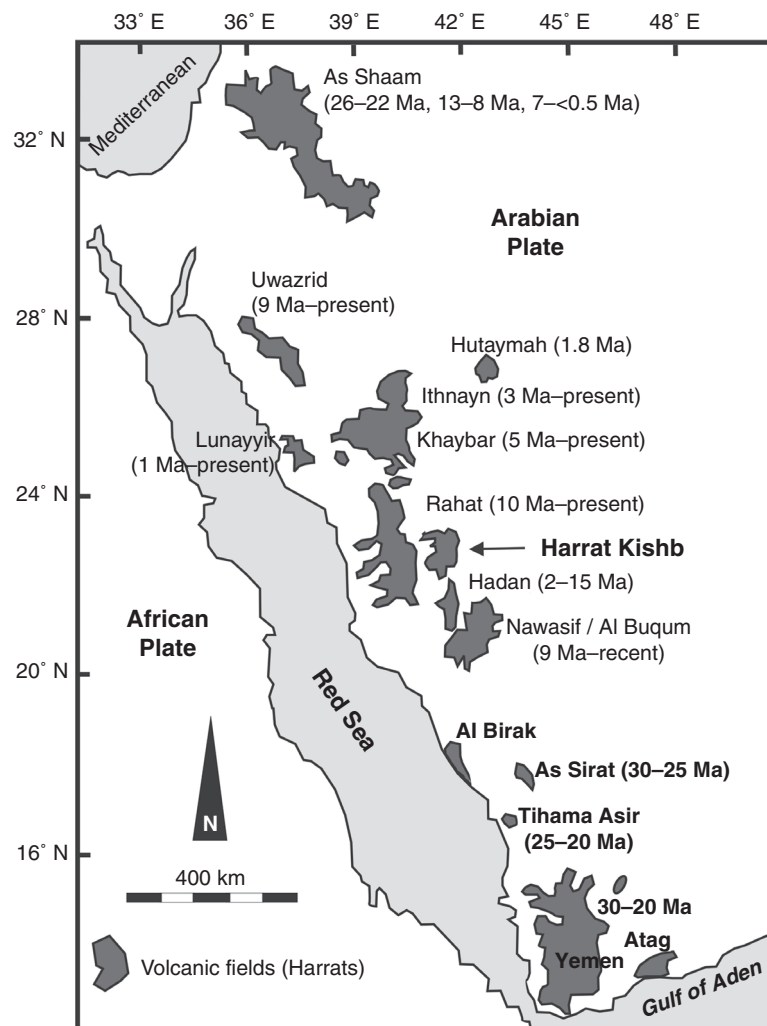 33° E
36° E
39° E
42° E
45° E
48° E
Mediterranean
As Shaam
(26–22 Ma, 13–8 Ma, 7–<0.5 Ma)
32° N
Arabian
Plate
Uwazrid
(9 Ma–present)
28° N
Hutaymah (1.8 Ma)
Ithnayn (3 Ma–present)
Lunayyir
(1 Ma–present)
Khaybar (5 Ma–present)
24° N
Rahat (10 Ma–present)
Harrat Kishb
Hadan (2–15 Ma)
African
Plate
Nawasif / Al Buqum
(9 Ma–recent)
20° N
Red Sea
Al Birak
As Sirat (30–25 Ma)
N
Tihama Asir
(25–20 Ma)
16° N
400 km
30–20 Ma
Atag
Yemen
Volcanic fields (Harrats)
Gulf of Aden